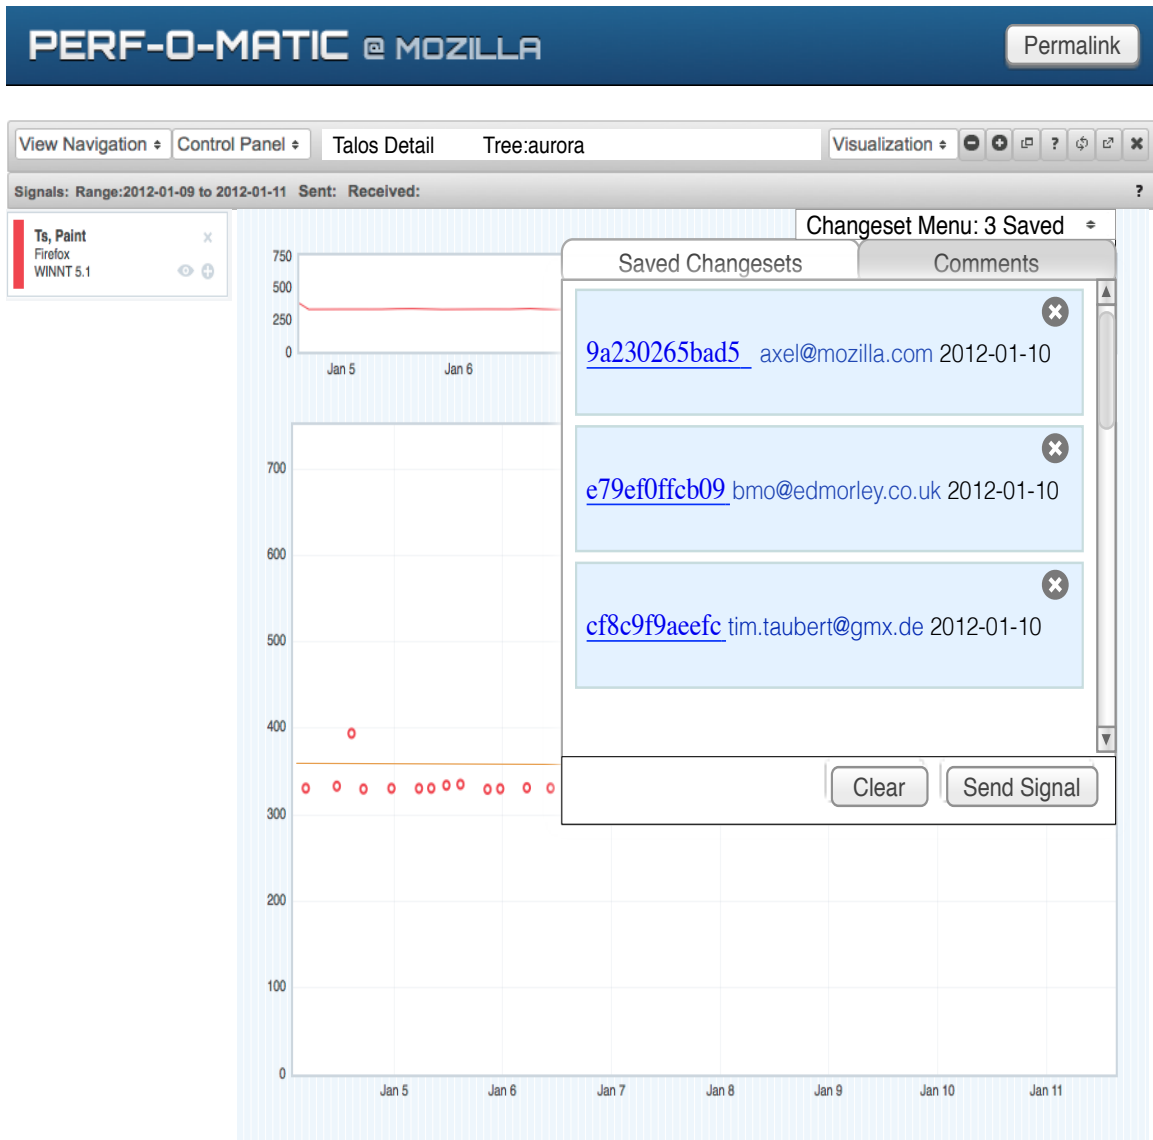 PERF-O-MATIC @ MOZILLA
Permalink
View Navigation Control Panel Talos Detail Tree:aurora Visualization ?
Signals: Range:2012-01-09 to 2012-01-11 Sent: Received: ?
Ts, Paint x
Firefox
WINNT 5.1
Changeset Menu: 3 Saved
Saved Changesets Comments
9a230265bad5 axel@mozilla.com 2012-01-10
e79ef0ffcb09 bmo@edmorley.co.uk 2012-01-10
cf8c9f9aeefc tim.taubert@gmx.de 2012-01-10
Clear Send Signal
750
500
250
0
Jan 5 Jan 6
700
600
500
400
300
200
100
0
Jan 5 Jan 6 Jan 7 Jan 8 Jan 9 Jan 10 Jan 11